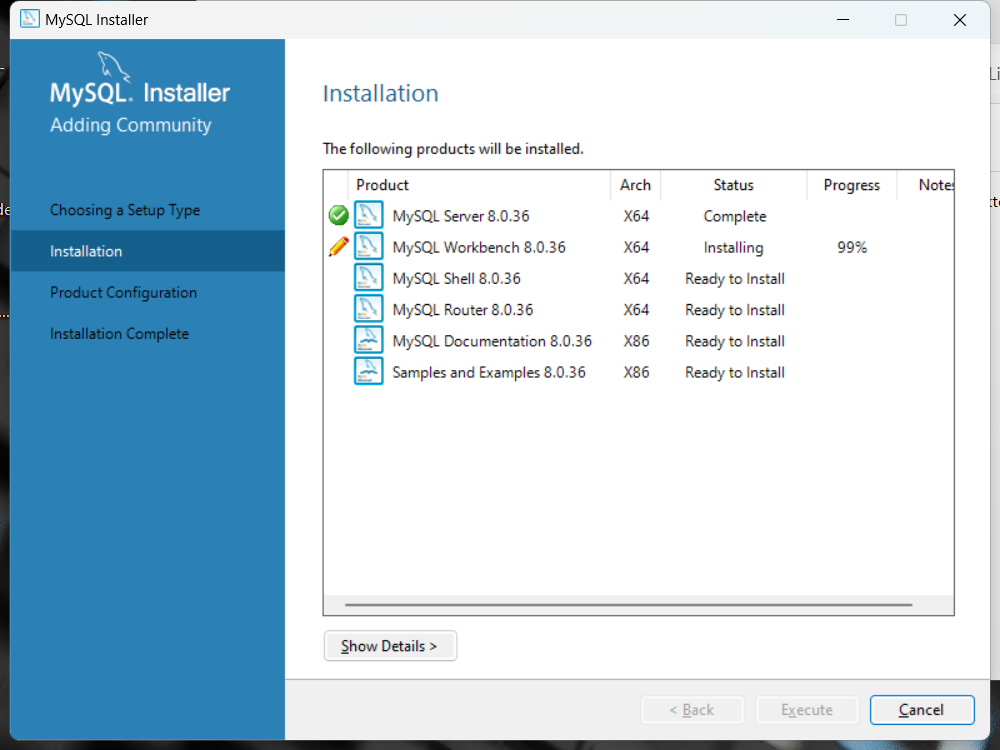 MySQL Installer
MySQL. Installer
Adding Community
Choosing a Setup Type
Installation
Product Configuration
Installation Complete
Installation
The following products will be installed.
Product Arch Status Progress Notes
MySQL Server 8.0.36 X64 Complete
MySQL Workbench 8.0.36 X64 Installing 99%
MySQL Shell 8.0.36 X64 Ready to Install
MySQL Router 8.0.36 X64 Ready to Install
MySQL Documentation 8.0.36 X86 Ready to Install
Samples and Examples 8.0.36 X86 Ready to Install
Show Details >
< Back Execute Cancel